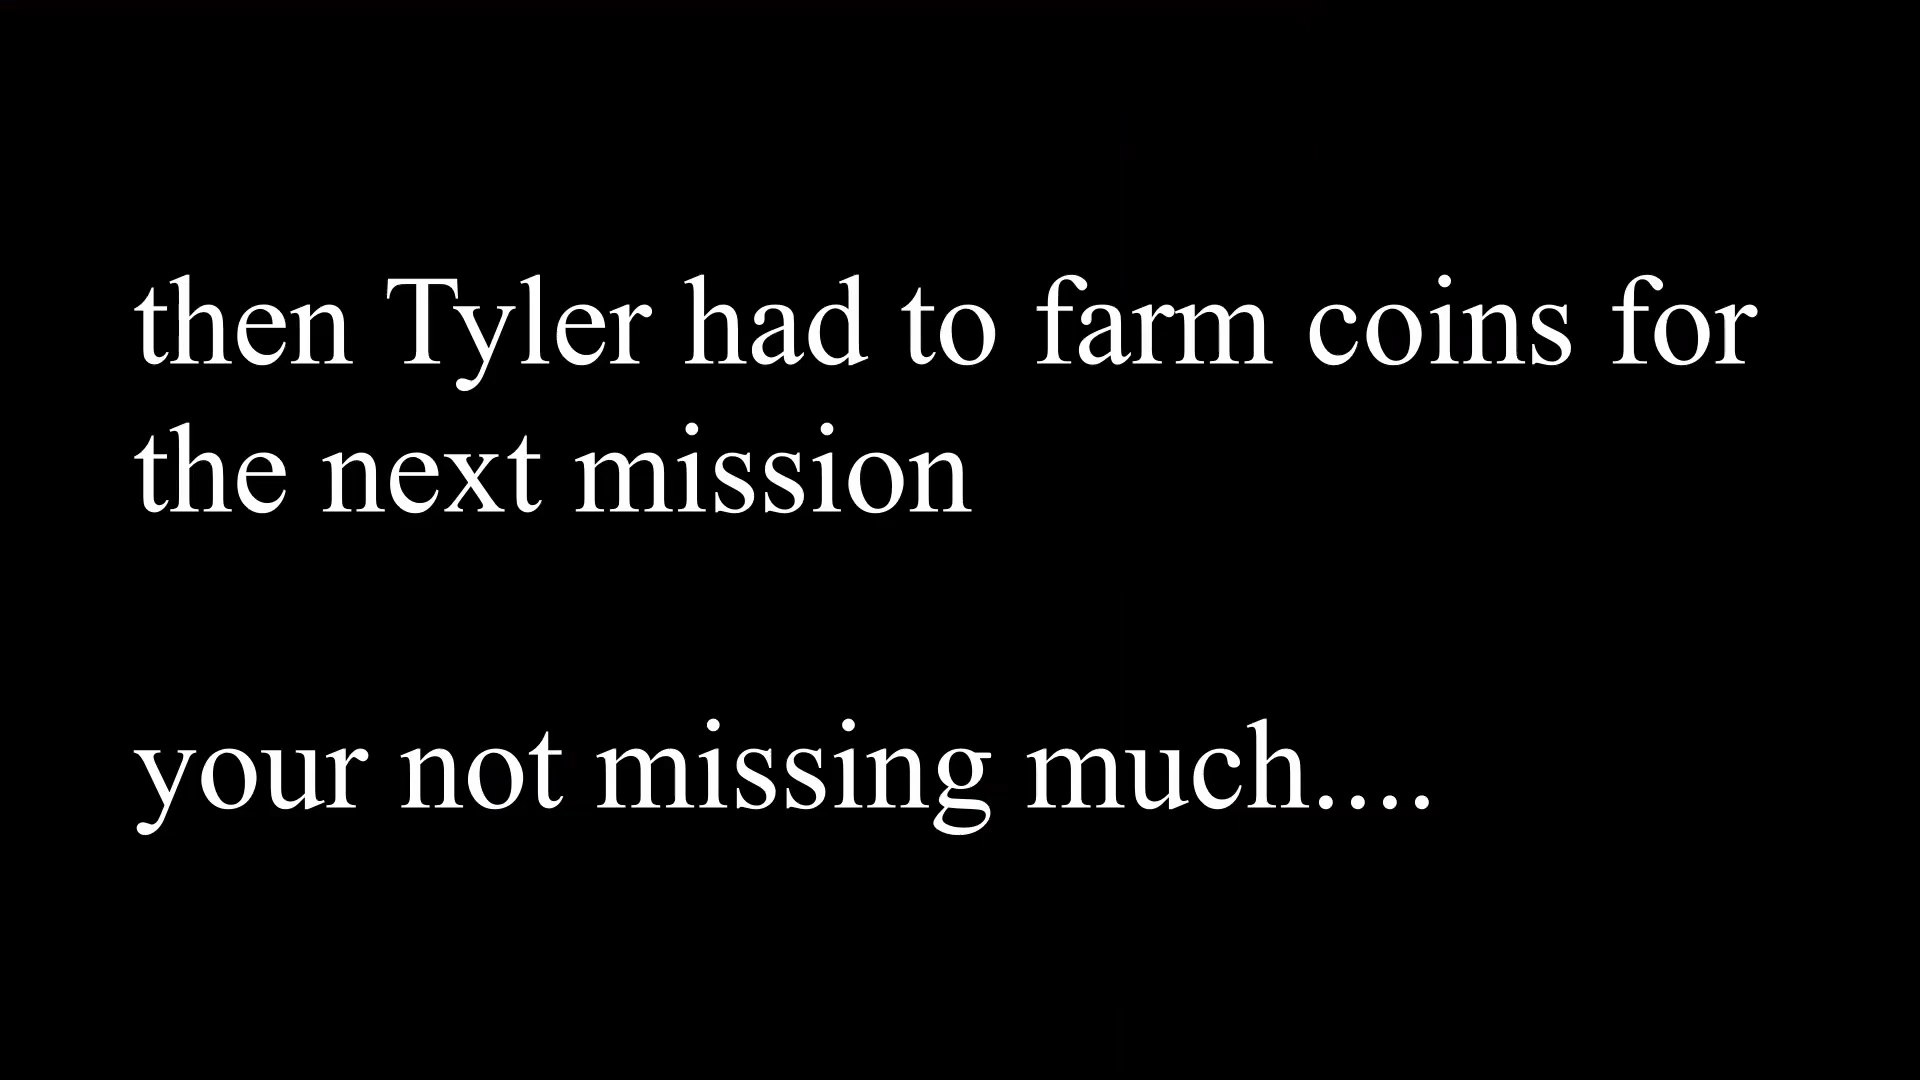 then Tyler had to farm coins for
the next mission
your not missing much....